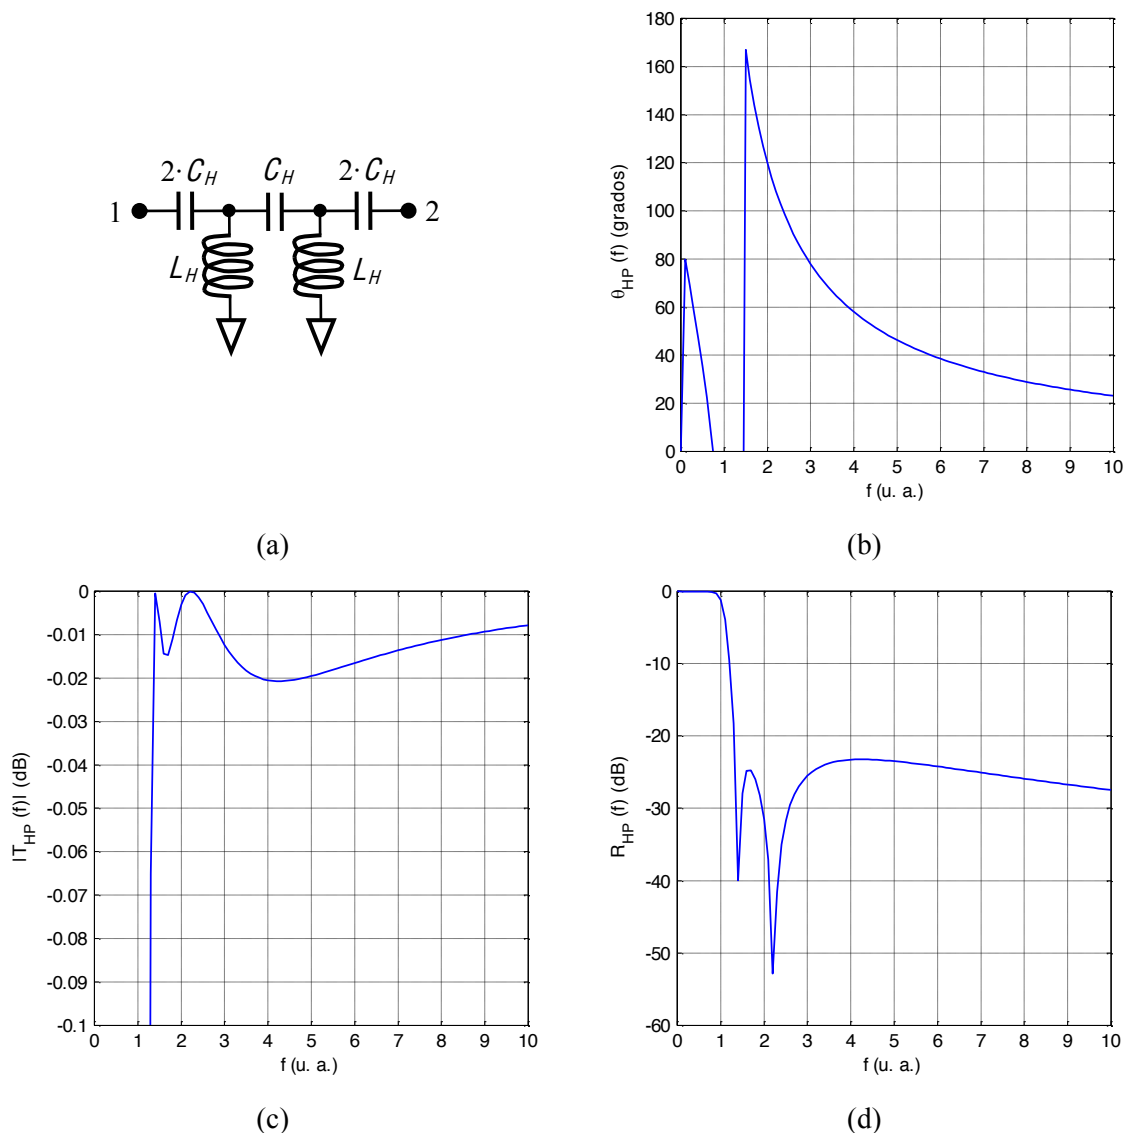 2·C_H C_H 2·C_H
1 2
L_H L_H
(a)
θ_HP (f) (grados)
180
160
140
120
100
80
60
40
20
0
0 1 2 3 4 5 6 7 8 9 10
f (u. a.)
(b)
|T_HP (f)| (dB)
0
-0.01
-0.02
-0.03
-0.04
-0.05
-0.06
-0.07
-0.08
-0.09
-0.1
0 1 2 3 4 5 6 7 8 9 10
f (u. a.)
(c)
R_HP (f) (dB)
0
-10
-20
-30
-40
-50
-60
0 1 2 3 4 5 6 7 8 9 10
f (u. a.)
(d)